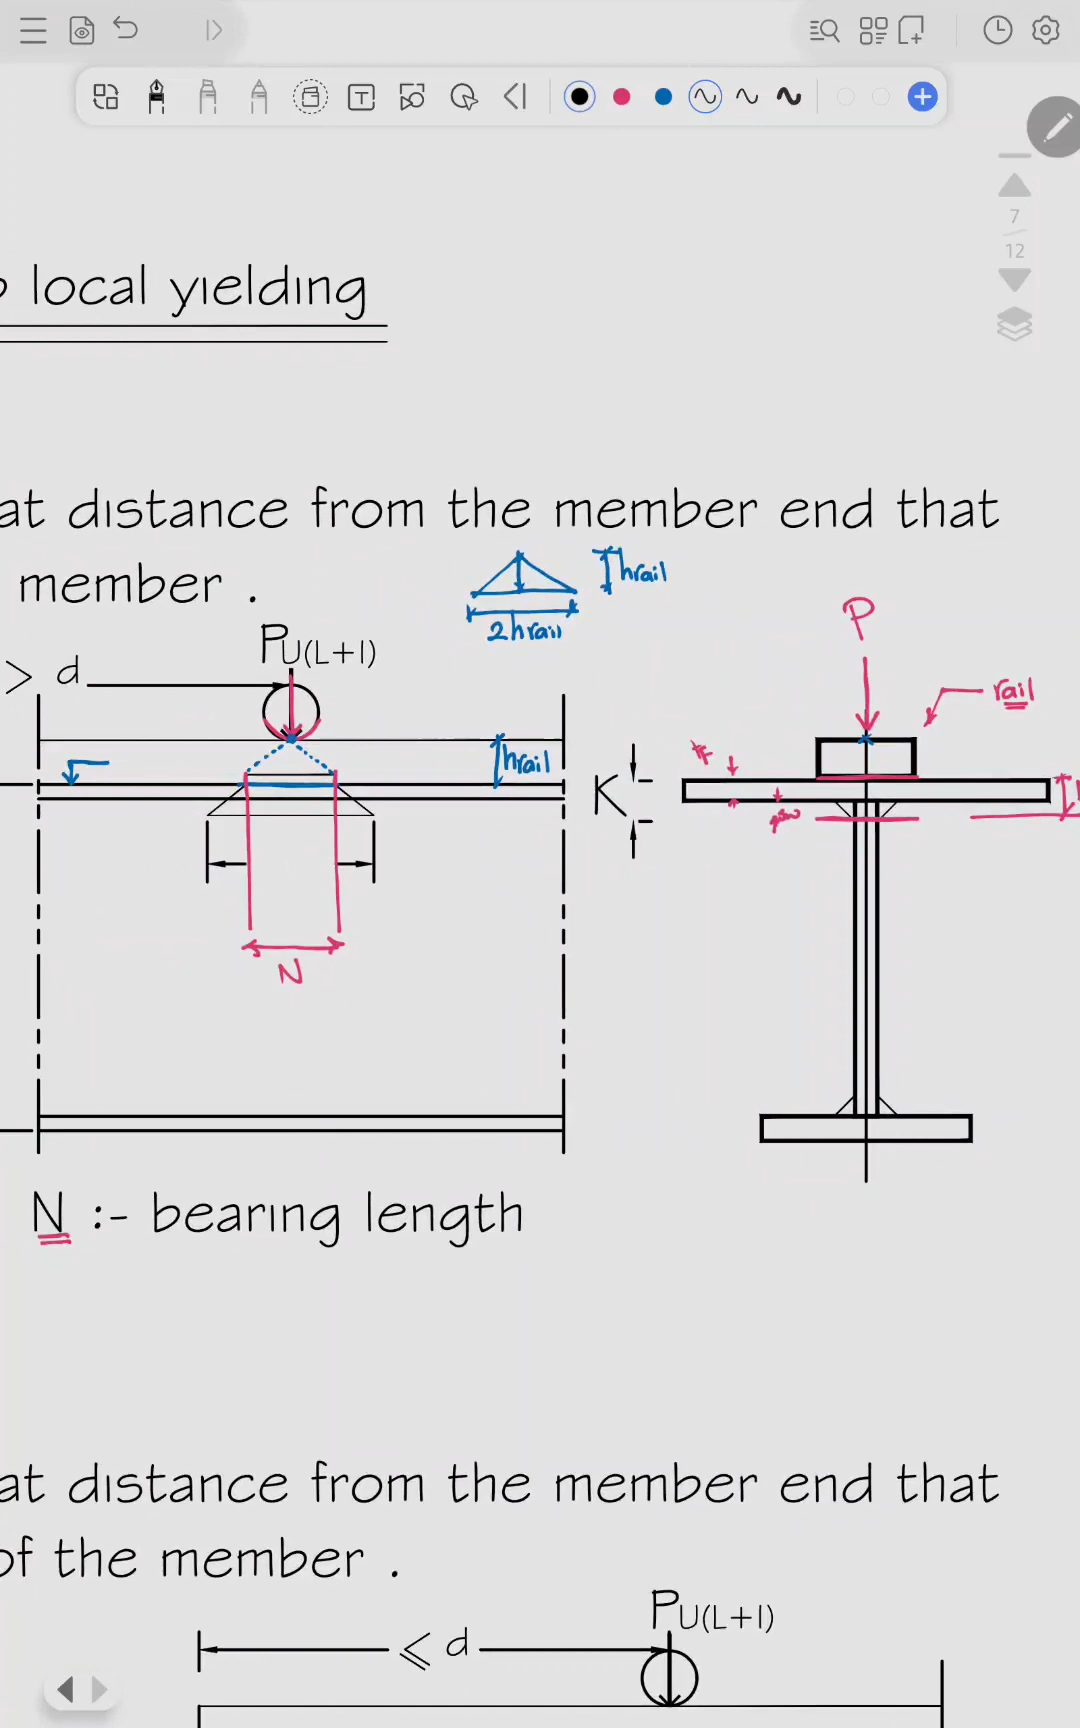 7
12
local yielding
at distance from the member end that
member .
hrail
2hrail
PU(L+I)
> d
P
rail
hrail
K
tf
N
N :- bearing length
at distance from the member end that
of the member .
PU(L+I)
≤ d